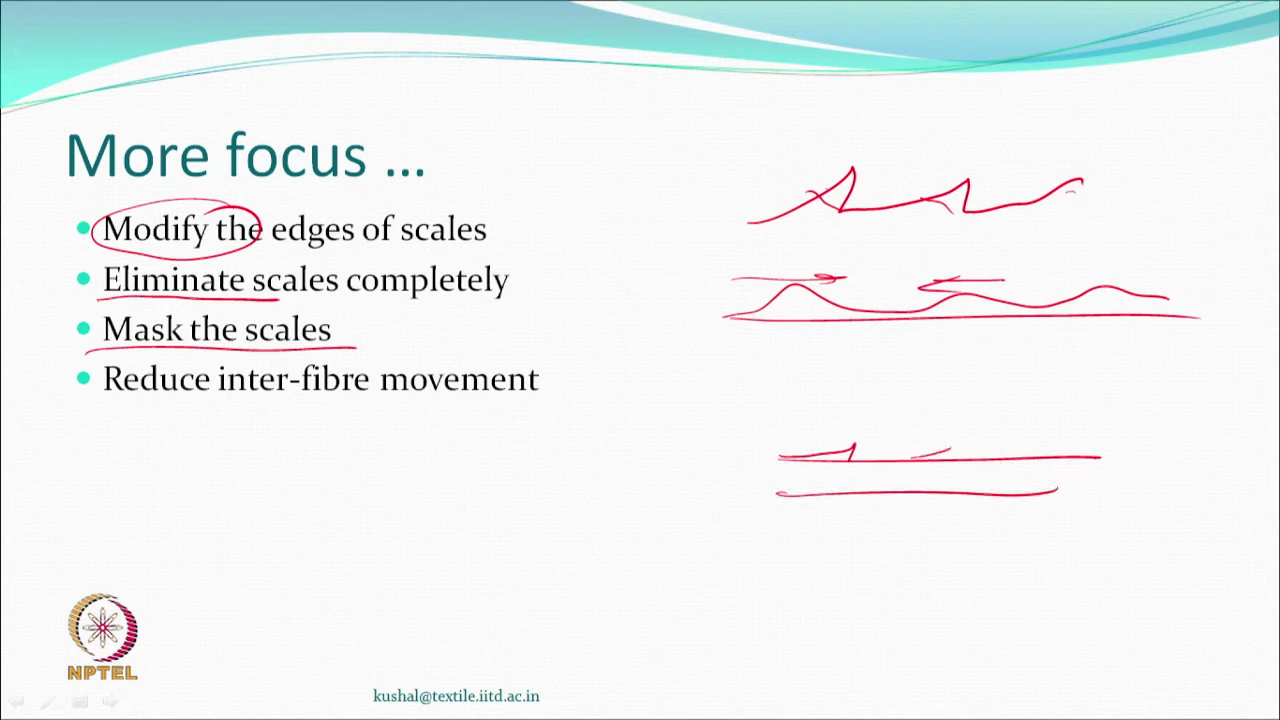 More focus ...
Modify the edges of scales
Eliminate scales completely
Mask the scales
Reduce inter-fibre movement
NPTEL
kushal@textile.iitd.ac.in